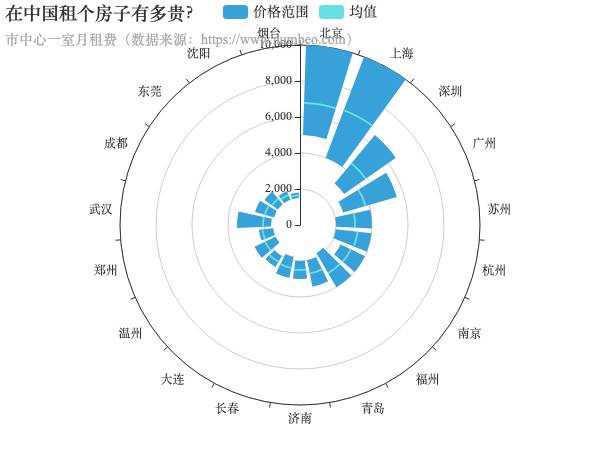 在中国租个房子有多贵?
价格范围
均值
市中心一室月租费（数据来源：https://www.numbeo.com）
烟台
北京
上海
深圳
广州
苏州
杭州
南京
福州
青岛
济南
长春
大连
温州
郑州
武汉
成都
东莞
沈阳
10,000
8,000
6,000
4,000
2,000
0